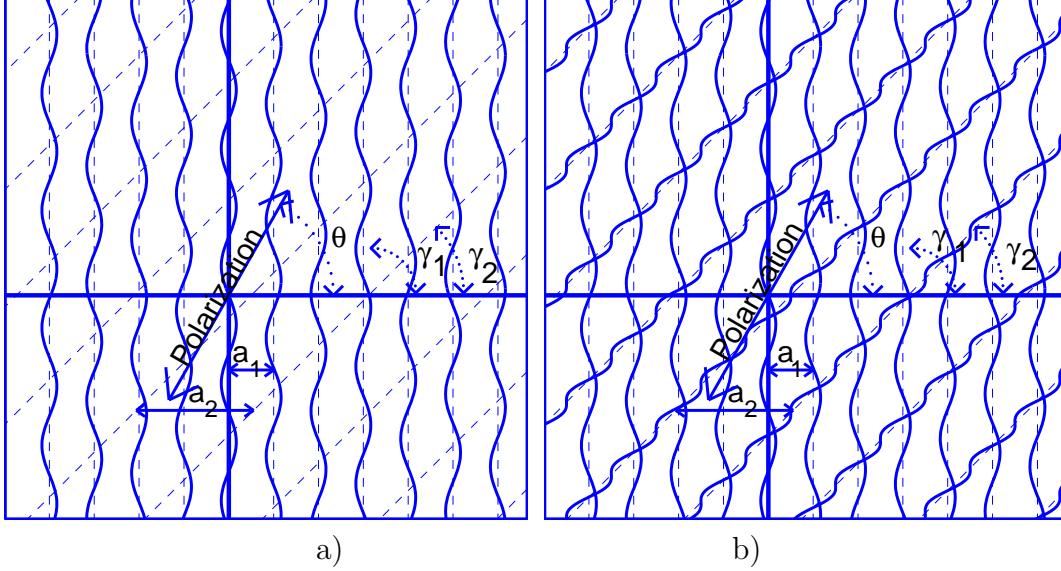 θ
γ1
γ2
Polarization
a1
a2
a)
θ
γ1
γ2
Polarization
a1
a2
b)